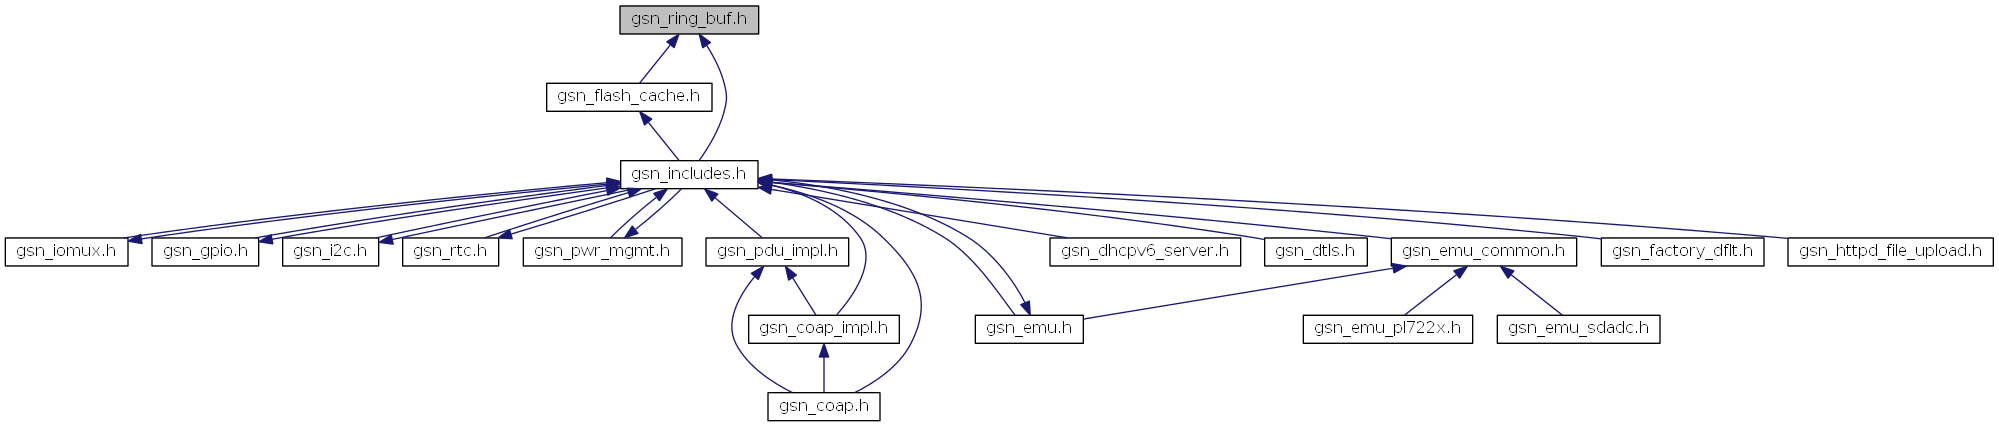 gsn_ring_buf.h
gsn_flash_cache.h
gsn_includes.h
gsn_iomux.h
gsn_gpio.h
gsn_i2c.h
gsn_rtc.h
gsn_pwr_mgmt.h
gsn_pdu_impl.h
gsn_dhcpv6_server.h
gsn_dtls.h
gsn_emu_common.h
gsn_factory_dflt.h
gsn_httpd_file_upload.h
gsn_coap_impl.h
gsn_emu.h
gsn_emu_pl722x.h
gsn_emu_sdadc.h
gsn_coap.h